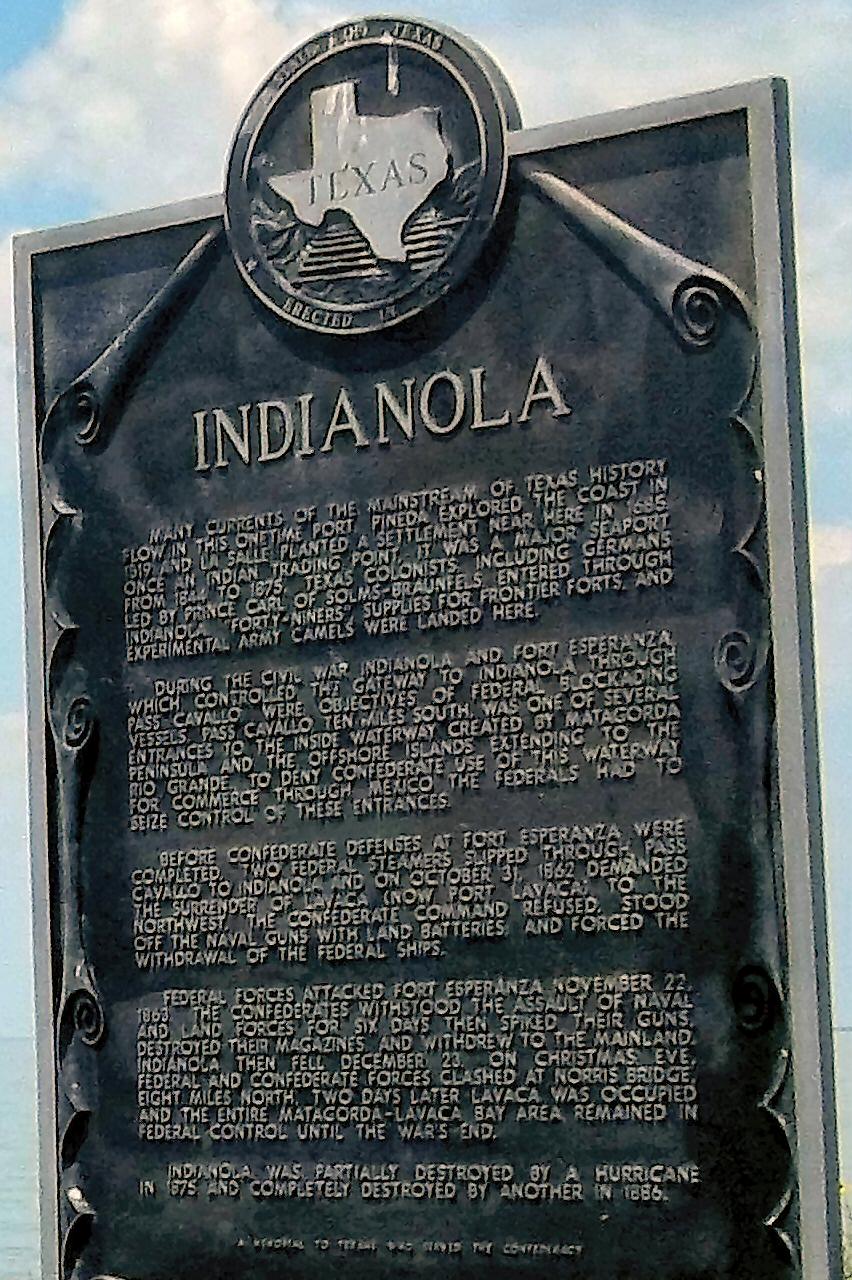 TEXAS
TEXAS
ERECTED IN
INDIANOLA
MANY CURRENTS OF THE MAINSTREAM OF TEXAS HISTORY
FLOW IN THIS ONETIME PORT. PINEDA EXPLORED THE COAST IN
1519 AND LA SALLE PLANTED A SETTLEMENT NEAR HERE IN 1685.
ONCE AN INDIAN TRADING POINT, IT WAS A MAJOR SEAPORT
FROM 1844 TO 1875. TEXAS COLONISTS, INCLUDING GERMANS
LED BY PRINCE CARL OF SOLMS-BRAUNFELS ENTERED THROUGH
INDIANOLA. "FORTY-NINERS", SUPPLIES FOR FRONTIER FORTS, AND
EXPERIMENTAL ARMY CAMELS WERE LANDED HERE.
DURING THE CIVIL WAR, INDIANOLA AND FORT ESPERANZA,
WHICH CONTROLLED THE GATEWAY TO INDIANOLA THROUGH
PASS CAVALLO, WERE OBJECTIVES OF FEDERAL BLOCKADING
VESSELS. PASS CAVALLO, TEN MILES SOUTH, WAS ONE OF SEVERAL
ENTRANCES TO THE INSIDE WATERWAY CREATED BY MATAGORDA
PENINSULA AND THE OFFSHORE ISLANDS EXTENDING TO THE
RIO GRANDE. TO DENY CONFEDERATE USE OF THIS WATERWAY
FOR COMMERCE THROUGH MEXICO THE FEDERALS HAD TO
SEIZE CONTROL OF THESE ENTRANCES.
BEFORE CONFEDERATE DEFENSES AT FORT ESPERANZA WERE
COMPLETED, TWO FEDERAL STEAMERS SLIPPED THROUGH PASS
CAVALLO TO INDIANOLA AND ON OCTOBER 31, 1862 DEMANDED
THE SURRENDER OF LAVACA (NOW PORT LAVACA) TO THE
NORTHWEST. THE CONFEDERATE COMMAND REFUSED, STOOD
OFF THE NAVAL GUNS WITH LAND BATTERIES, AND FORCED THE
WITHDRAWAL OF THE FEDERAL SHIPS.
FEDERAL FORCES ATTACKED FORT ESPERANZA NOVEMBER 22,
1863. THE CONFEDERATES WITHSTOOD THE ASSAULT OF NAVAL
AND LAND FORCES FOR SIX DAYS THEN SPIKED THEIR GUNS,
DESTROYED THEIR MAGAZINES, AND WITHDREW TO THE MAINLAND.
INDIANOLA THEN FELL DECEMBER 23. ON CHRISTMAS EVE,
FEDERAL AND CONFEDERATE FORCES CLASHED AT NORRIS BRIDGE,
EIGHT MILES NORTH. TWO DAYS LATER LAVACA WAS OCCUPIED
AND THE ENTIRE MATAGORDA-LAVACA BAY AREA REMAINED IN
FEDERAL CONTROL UNTIL THE WAR'S END.
INDIANOLA WAS PARTIALLY DESTROYED BY A HURRICANE
IN 1875 AND COMPLETELY DESTROYED BY ANOTHER IN 1886.
A MEMORIAL TO TEXANS WHO SERVED THE CONFEDERACY